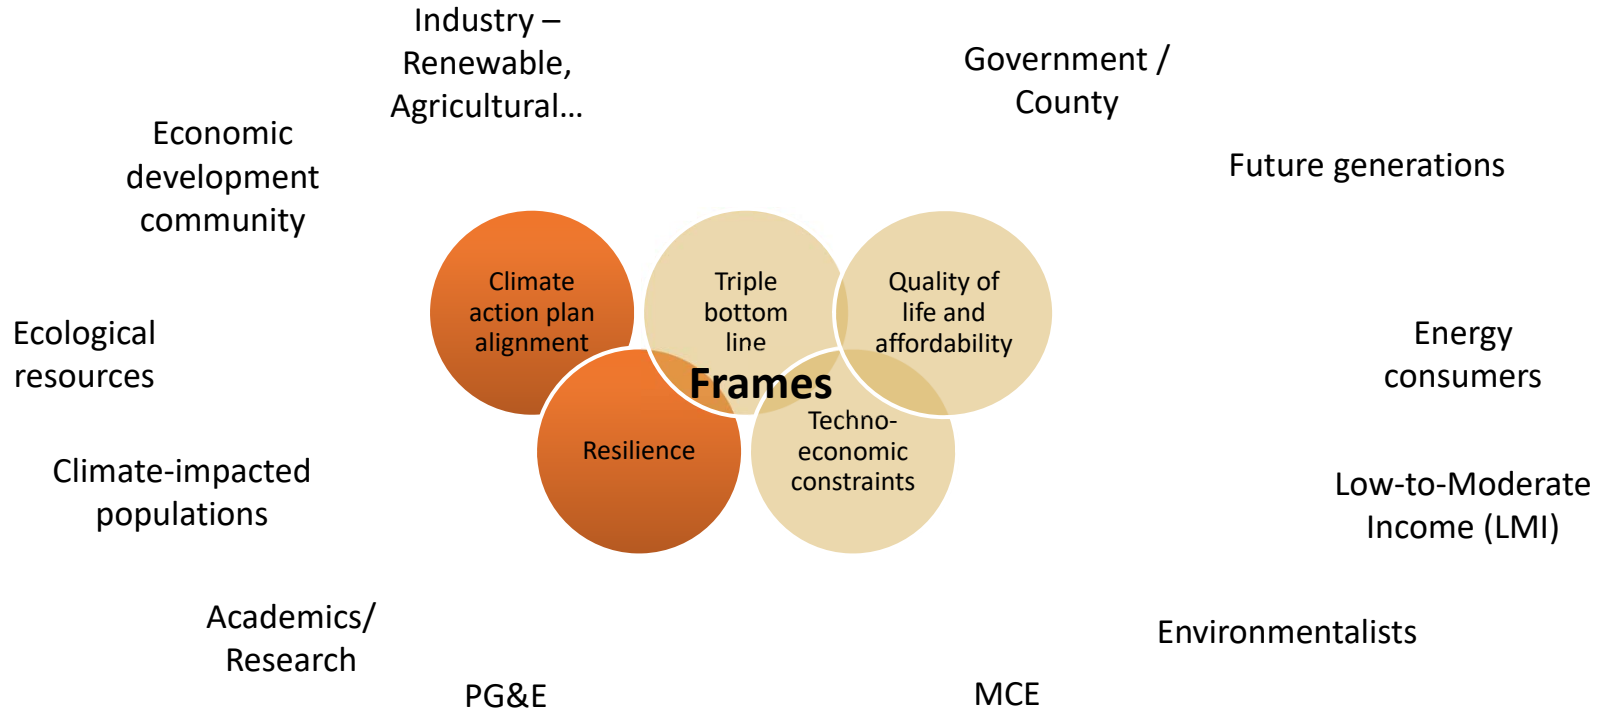 Industry –
Renewable,
Agricultural...
Government /
County
Economic
development
community
Future generations
Climate
action plan
alignment
Triple
bottom
line
Quality of
life and
affordability
Ecological
resources
Energy
consumers
Frames
Resilience
Techno-
economic
constraints
Climate-impacted
populations
Low-to-Moderate
Income (LMI)
Academics/
Research
Environmentalists
PG&E
MCE